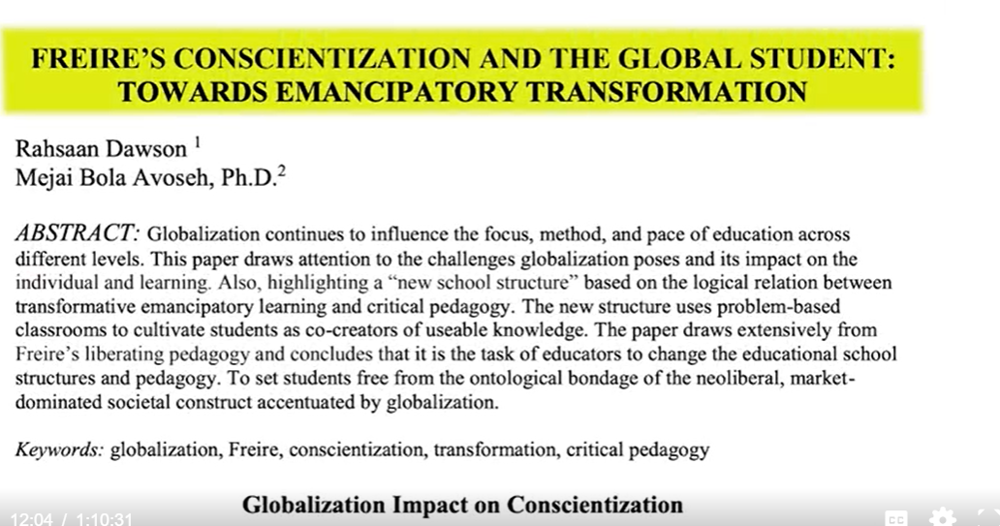 FREIRE’S CONSCIENTIZATION AND THE GLOBAL STUDENT:
TOWARDS EMANCIPATORY TRANSFORMATION
Rahsaan Dawson 1
Mejai Bola Avoseh, Ph.D.2
ABSTRACT: Globalization continues to influence the focus, method, and pace of education across
different levels. This paper draws attention to the challenges globalization poses and its impact on the
individual and learning. Also, highlighting a “new school structure” based on the logical relation between
transformative emancipatory learning and critical pedagogy. The new structure uses problem-based
classrooms to cultivate students as co-creators of useable knowledge. The paper draws extensively from
Freire’s liberating pedagogy and concludes that it is the task of educators to change the educational school
structures and pedagogy. To set students free from the ontological bondage of the neoliberal, market-
dominated societal construct accentuated by globalization.
Keywords: globalization, Freire, conscientization, transformation, critical pedagogy
Globalization Impact on Conscientization
12:04 / 1:10:31
CC